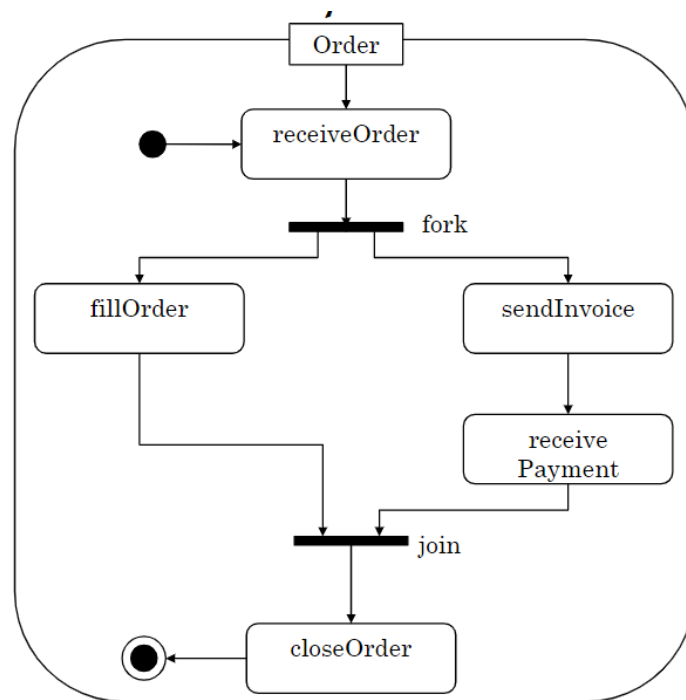 Order
receiveOrder
fork
fillOrder
sendInvoice
receive
Payment
join
closeOrder